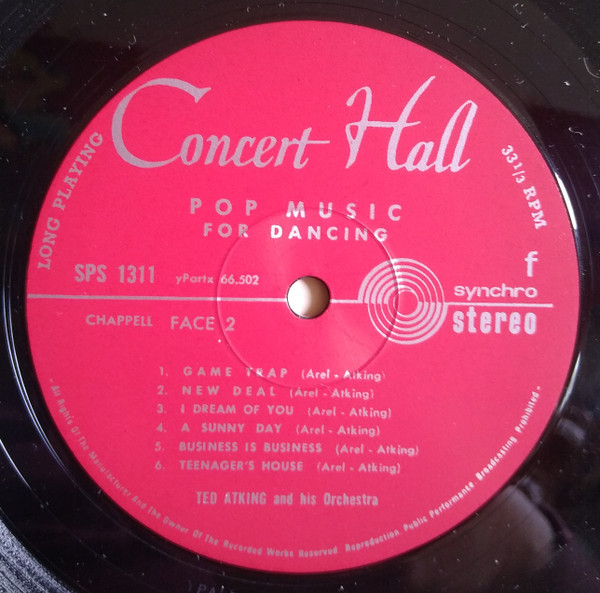 Concert Hall
LONG PLAYING
33 1/3 RPM
POP MUSIC
FOR DANCING
SPS 1311 yPartx 66.502
f
synchro
stereo
CHAPPELL FACE 2
1. GAME TRAP (Arel - Atking)
2. NEW DEAL (Arel - Atking)
3. I DREAM OF YOU (Arel - Atking)
4. A SUNNY DAY (Arel - Atking)
5. BUSINESS IS BUSINESS (Arel - Atking)
6. TEENAGER'S HOUSE (Arel - Atking)
TED ATKING and his Orchestra
- All Rights Of The Manufacturer And The Owner Of The Recorded Works Reserved. Reproduction, Public Performance, Broadcasting Prohibited -